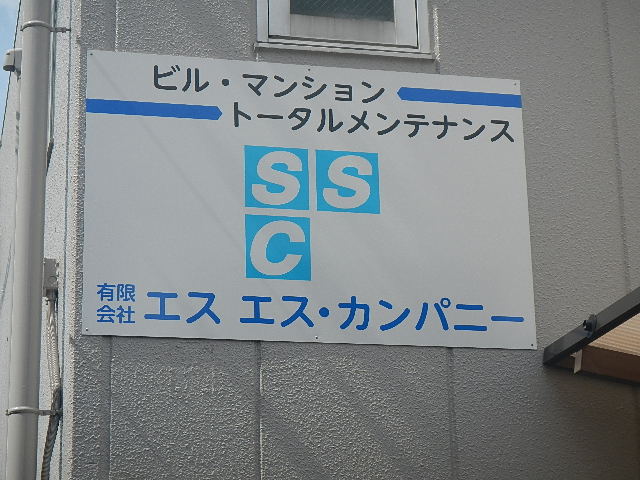 ビル・マンション
トータルメンテナンス
SS
C
有限会社 エス エス・カンパニー